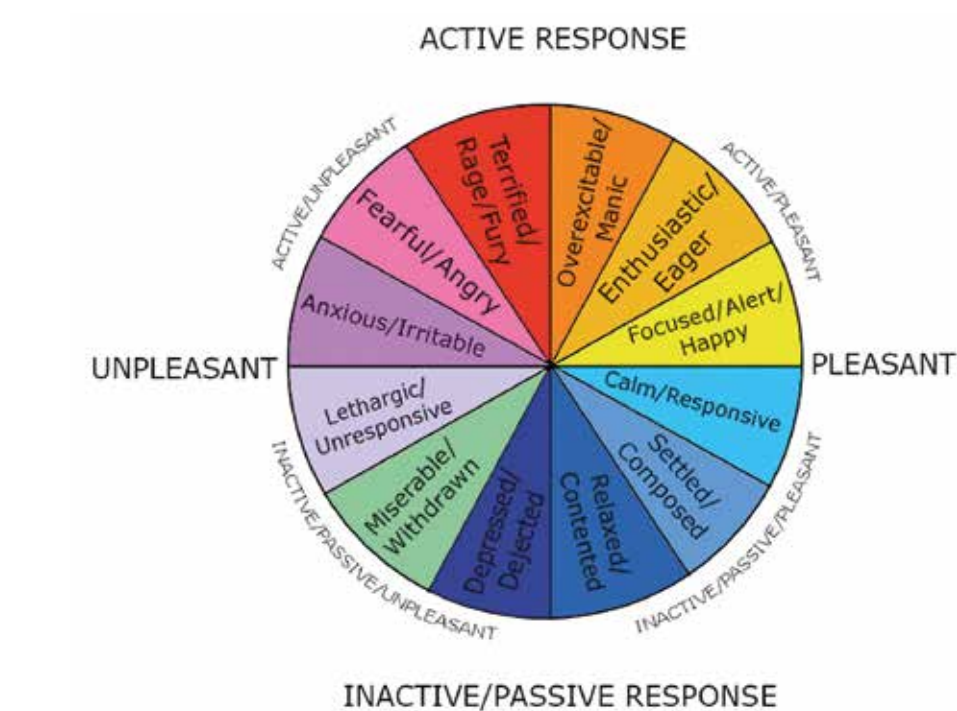 ACTIVE RESPONSE
ACTIVE/UNPLEASANT
ACTIVE/PLEASANT
Terrified/
Rage/Fury
Overexcitable/
Manic
Fearful/Angry
Enthusiastic/
Eager
Anxious/Irritable
Focused/Alert/
Happy
UNPLEASANT
PLEASANT
Lethargic/
Unresponsive
Calm/Responsive
Miserable/
Withdrawn
Settled/
Composed
Depressed/
Dejected
Relaxed/
Contented
INACTIVE/PASSIVE/UNPLEASANT
INACTIVE/PASSIVE/PLEASANT
INACTIVE/PASSIVE RESPONSE